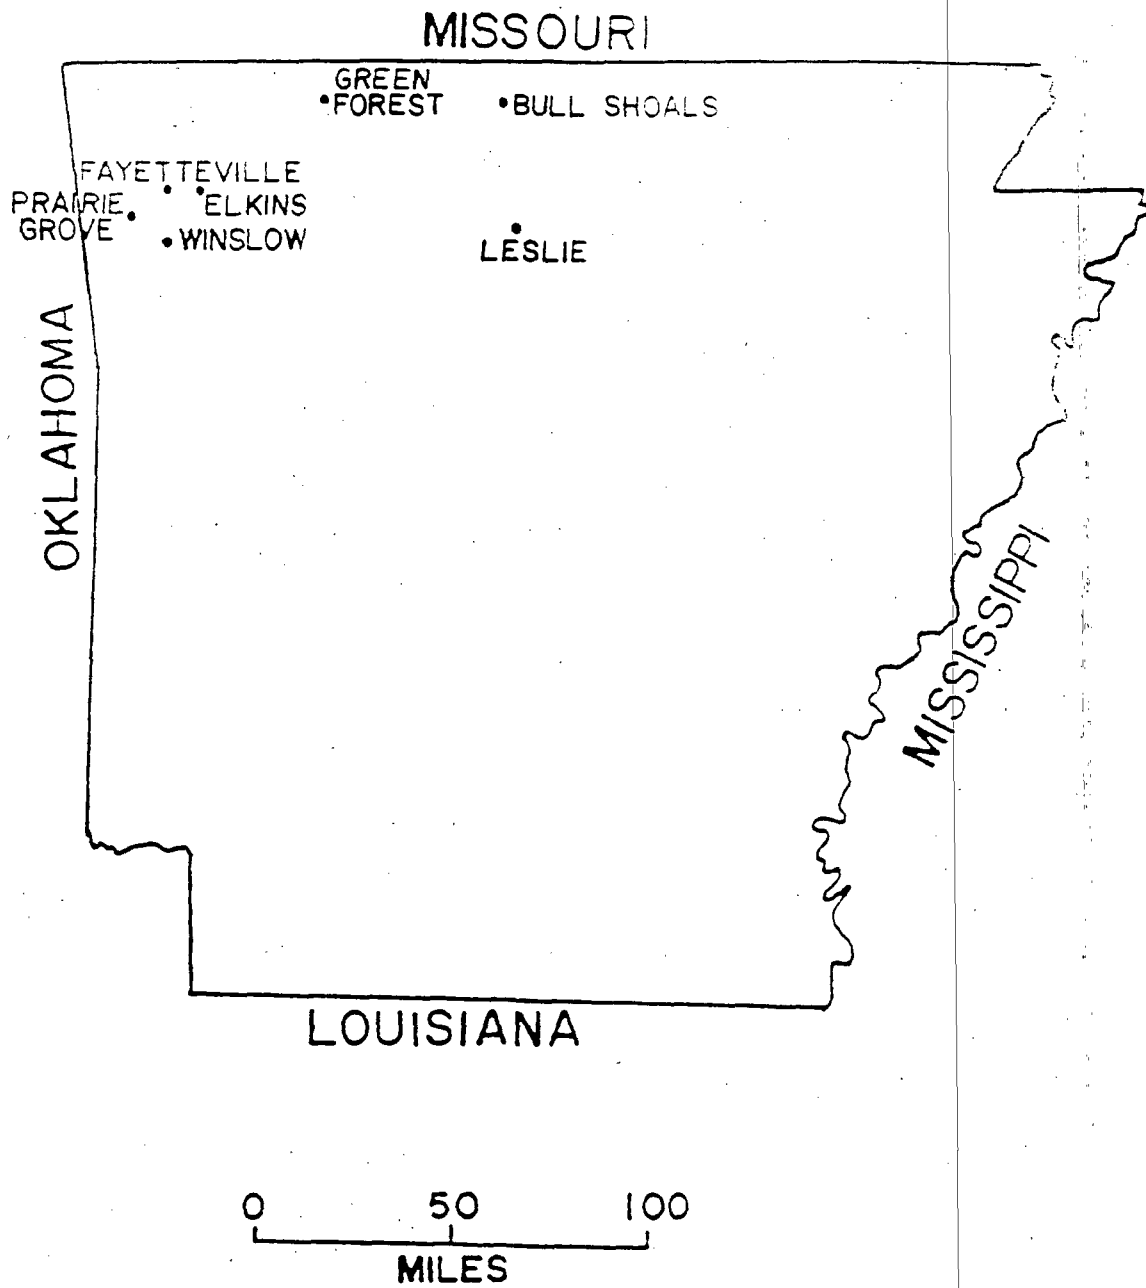 MISSOURI
GREEN
FOREST
BULL SHOALS
FAYETTEVILLE
PRAIRIE
GROVE
ELKINS
WINSLOW
LESLIE
OKLAHOMA
MISSISSIPPI
LOUISIANA
0 50 100
MILES